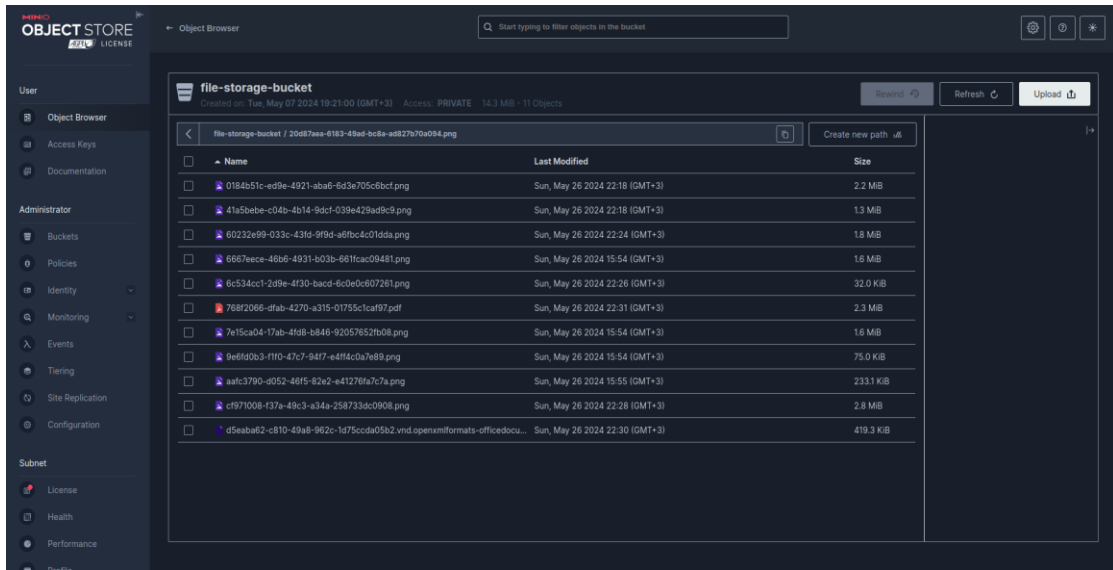 MINIO
OBJECT STORE
LICENSE
← Object Browser
Start typing to filter objects in the bucket
User
Object Browser
Access Keys
Documentation
Administrator
Buckets
Policies
Identity
Monitoring
Events
Tiering
Site Replication
Configuration
Subnet
License
Health
Performance
Profile
file-storage-bucket
Created on: Tue, May 07 2024 19:21:00 (GMT+3) Access: PRIVATE 14.3 MiB - 11 Objects
Rewind
Refresh
Upload
file-storage-bucket / 20d87aea-6183-49ad-bc8a-ad827b70a094.png
Create new path
Name Last Modified Size
0184b51c-ed9e-4921-aba6-6d3e705c6bcf.png Sun, May 26 2024 22:18 (GMT+3) 2.2 MiB
41a5bebe-c04b-4b14-9dcf-039e429ad9c9.png Sun, May 26 2024 22:18 (GMT+3) 1.3 MiB
60232e99-033c-43fd-9f9d-a6fbc4c01dda.png Sun, May 26 2024 22:24 (GMT+3) 1.8 MiB
6667eece-46b6-4931-b03b-661fcac09481.png Sun, May 26 2024 15:54 (GMT+3) 1.6 MiB
6c534cc1-2d9e-4f30-bacd-6c0e0c607261.png Sun, May 26 2024 22:26 (GMT+3) 32.0 KiB
768f2066-dfab-4270-a315-01755c1caf97.pdf Sun, May 26 2024 22:31 (GMT+3) 2.3 MiB
7e15ca04-17ab-4fd8-b846-92057652fb08.png Sun, May 26 2024 15:54 (GMT+3) 1.6 MiB
9e6fd0b3-f1f0-47c7-94f7-e4ff4c0a7e89.png Sun, May 26 2024 15:54 (GMT+3) 75.0 KiB
aafc3790-d052-46f5-82e2-e41276fa7c7a.png Sun, May 26 2024 15:55 (GMT+3) 233.1 KiB
cf971008-f37a-49c3-a34a-258733dc0908.png Sun, May 26 2024 22:28 (GMT+3) 2.8 MiB
d5eaba62-c810-49a8-962c-1d75ccda05b2.vnd.openxmlformats-officedocu... Sun, May 26 2024 22:30 (GMT+3) 419.3 KiB